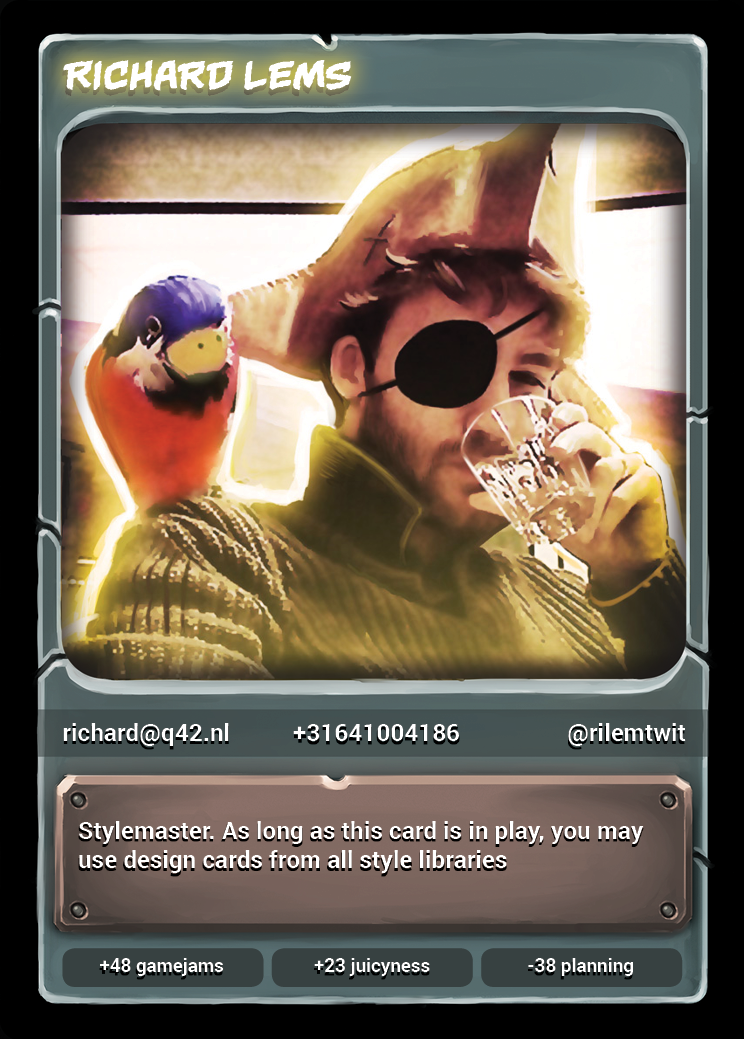 RICHARD LEMS
richard@q42.nl +31641004186 @rilemtwit
Stylemaster. As long as this card is in play, you may
use design cards from all style libraries
+48 gamejams +23 juicyness -38 planning